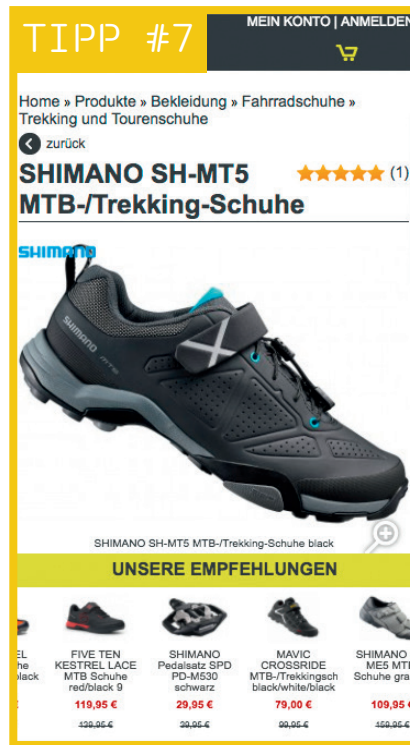 TIPP #7
MEIN KONTO | ANMELDEN
Home » Produkte » Bekleidung » Fahrradschuhe »
Trekking und Tourenschuhe
zurück
SHIMANO SH-MT5
(1)
MTB-/Trekking-Schuhe
SHIMANO
SHIMANO
MT5
SHIMANO SH-MT5 MTB-/Trekking-Schuhe black
UNSERE EMPFEHLUNGEN
FIVE TEN
KESTREL LACE
MTB Schuhe
red/black 9
119,95 €
139,95 €
SHIMANO
Pedalsatz SPD
PD-M530
schwarz
29,95 €
39,95 €
MAVIC
CROSSRIDE
MTB-/Trekkingsch
black/white/black
79,00 €
99,95 €
SHIMANO
ME5 MT
Schuhe gra
109,95 €
159,95 €